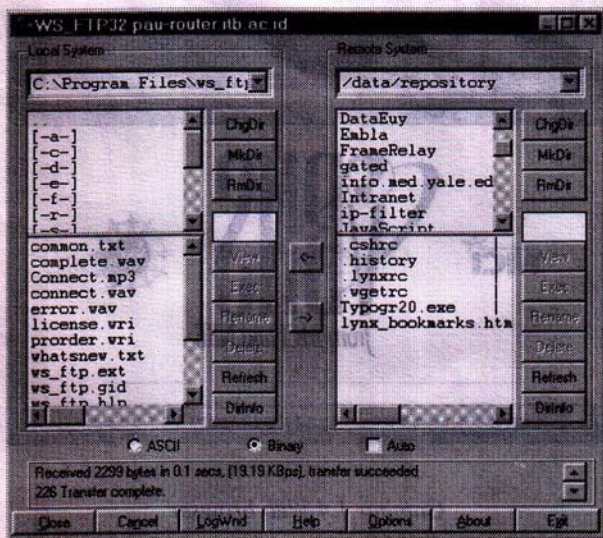 WS_FTP32 pau-router.itb.ac.id
Local System
C:\Program Files\ws_ftp
..
[-a-]
[-c-]
[-d-]
[-e-]
[-f-]
[-r-]
[-s-]
ChgDir
MkDir
RmDir
common.txt
complete.wav
Connect.mp3
connect.wav
error.wav
license.wri
prorder.wri
whatsnew.txt
ws_ftp.ext
ws_ftp.gid
ws_ftp.hlp
View
Exec
Rename
Delete
Refresh
DirInfo
<-
->
Remote System
/data/repository
DataEuy
Embla
FrameRelay
gated
info.med.yale.ed
Intranet
ip-filter
JavaScript
ChgDir
MkDir
RmDir
.cshrc
.history
.lynxrc
.wgetrc
Typogr20.exe
lynx_bookmarks.htm
View
Exec
Rename
Delete
Refresh
DirInfo
ASCII Binary Auto
Received 2299 bytes in 0.1 secs, (19.19 KBps), transfer succeeded
226 Transfer complete.
Close Cancel LogWnd Help Options About Exit